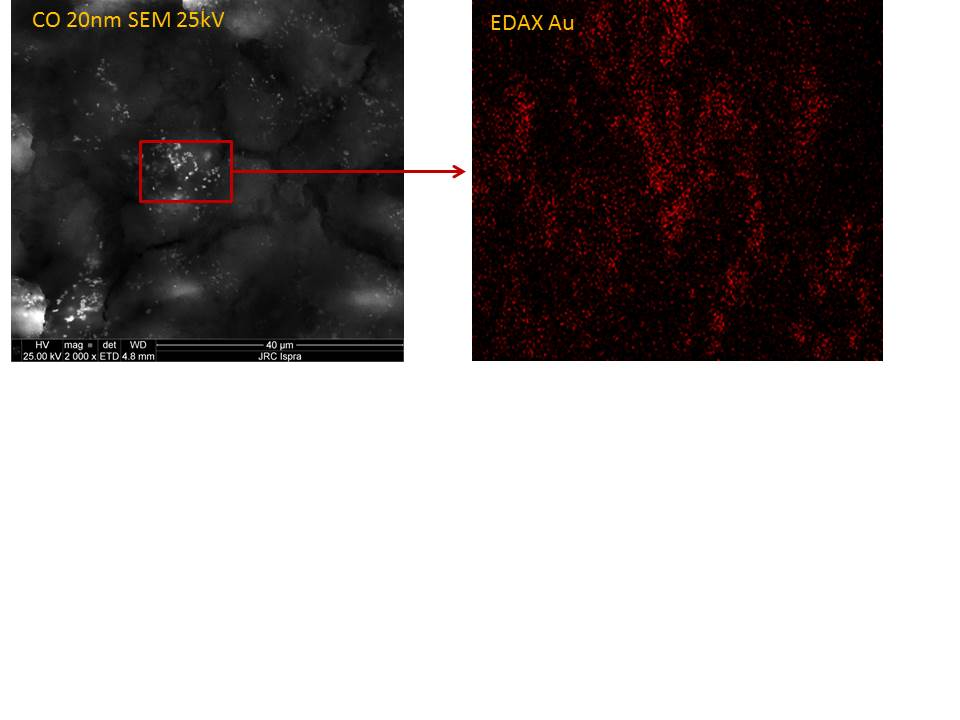 CO 20nm SEM 25kV
EDAX Au
HV mag det WD 40 µm
25.00 kV 2 000 x ETD 4.8 mm JRC Ispra